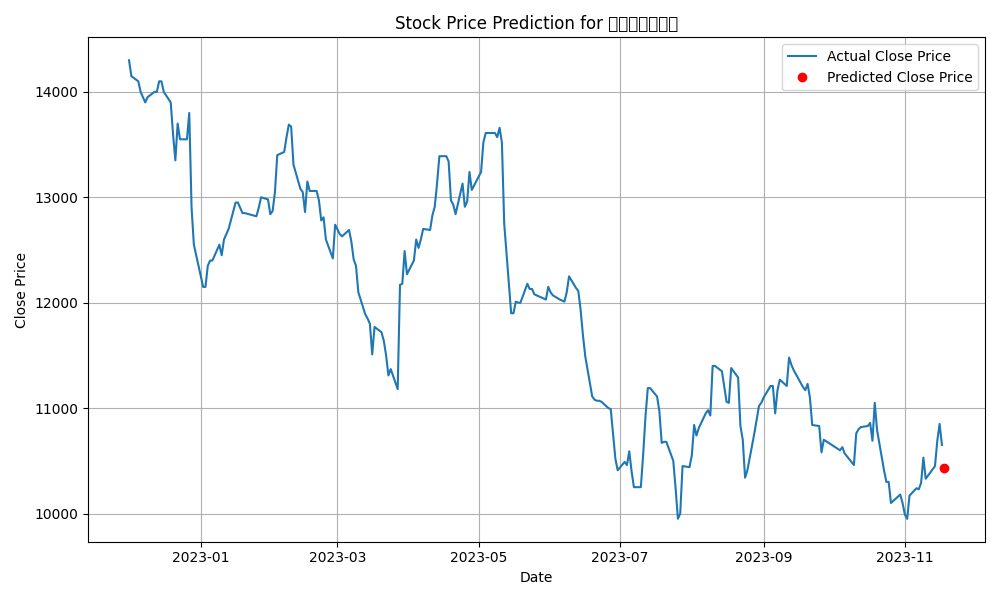 Stock Price Prediction for
Actual Close Price
Predicted Close Price
Close Price
14000
13000
12000
11000
10000
2023-01
2023-03
2023-05
2023-07
2023-09
2023-11
Date